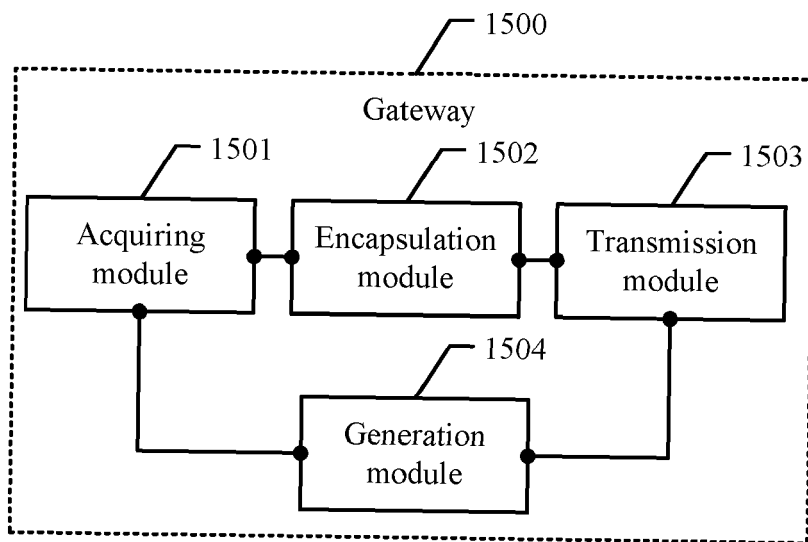 1500
Gateway
1501
1502
1503
Acquiring
module
Encapsulation
module
Transmission
module
1504
Generation
module